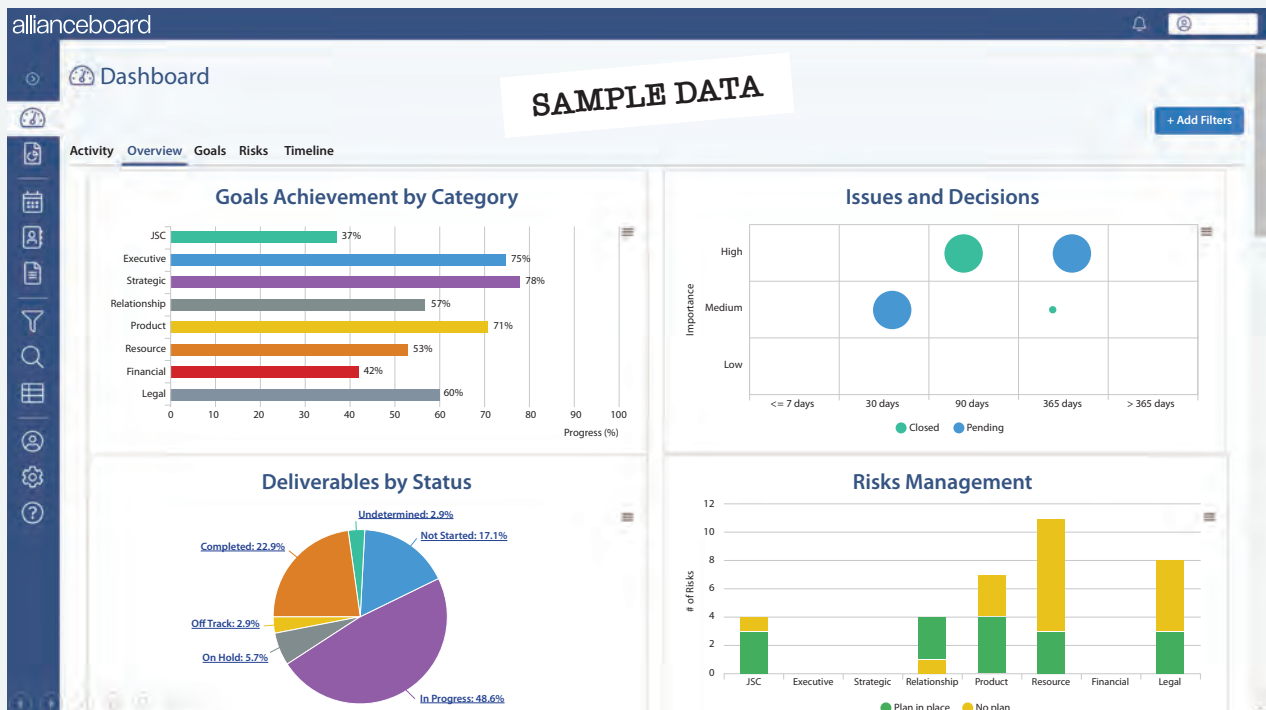 allianceboard
Dashboard
SAMPLE DATA
+ Add Filters
Activity Overview Goals Risks Timeline
Goals Achievement by Category
JSC 37%
Executive 75%
Strategic 78%
Relationship 57%
Product 71%
Resource 53%
Financial 42%
Legal 60%
0 10 20 30 40 50 60 70 80 90 100
Progress (%)
Issues and Decisions
Importance
High
Medium
Low
<= 7 days 30 days 90 days 365 days > 365 days
Closed Pending
Deliverables by Status
Undetermined: 2.9%
Not Started: 17.1%
Completed: 22.9%
Off Track: 2.9%
On Hold: 5.7%
In Progress: 48.6%
Risks Management
# of Risks
12
10
8
6
4
2
0
JSC Executive Strategic Relationship Product Resource Financial Legal
Plan in place No plan